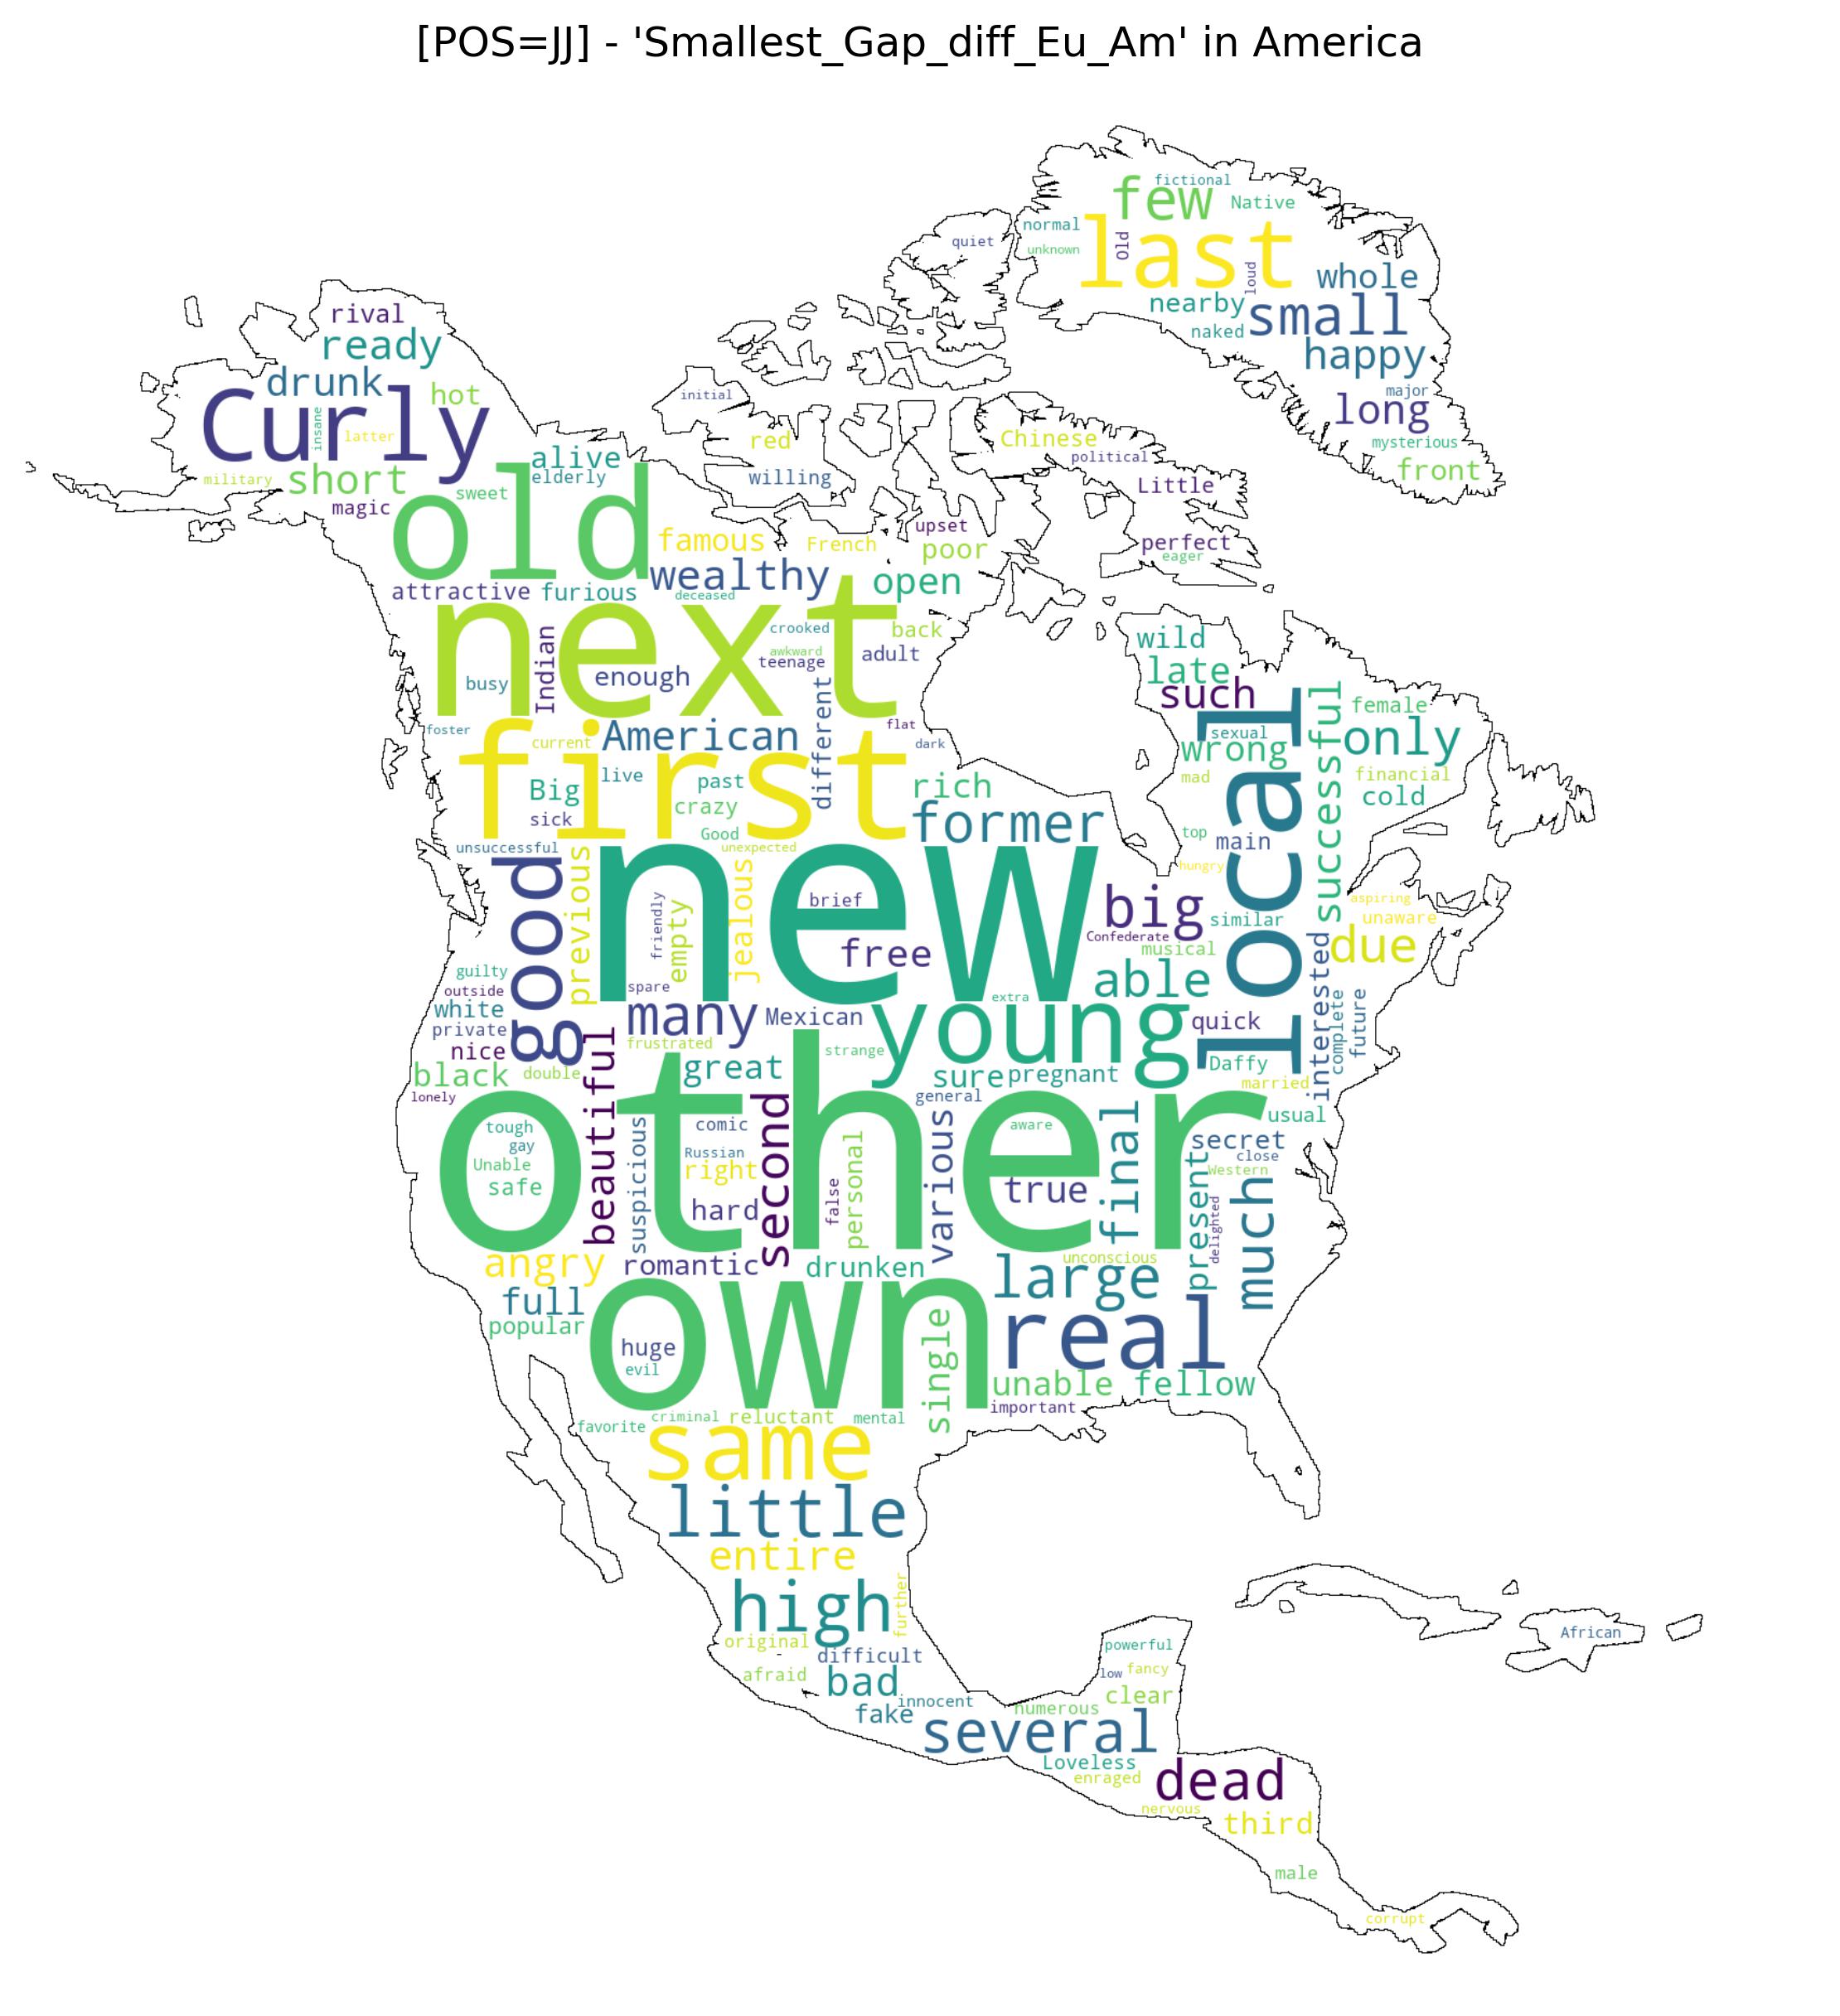 [POS=JJ] - 'Smallest_Gap_diff_Eu_Am' in America
fictional
few
Native
normal
last
Old
unknown
loud
quiet
whole
nearby
small
naked
happy
major
long
mysterious
front
rival
ready
drunk
hot
Curly
insane
latter
military
short
magic
initial
red
willing
Chinese
political
Little
perfect
eager
alive
elderly
sweet
old
famous
French
upset
poor
wealthy
open
attractive
furious
deceased
next
crooked
back
awkward
teenage
adult
Indian
enough
busy
different
wild
late
such
local
successful
female
only
sexual
wrong
mad
financial
cold
foster
current
American
flat
dark
first
live
past
Big
crazy
rich
sick
Good
former
top
main
unsuccessful
unexpected
hungry
new
good
previous
friendly
empty
jealous
brief
free
big
similar
Confederate
musical
aspiring
unaware
due
interested
guilty
outside
spare
extra
able
white
private
many
Mexican
young
quick
complete
future
nice
frustrated
strange
black
double
great
sure
pregnant
Daffy
married
lonely
beautiful
other
general
usual
tough
gay
Unable
safe
suspicious
comic
Russian
right
second
hard
false
personal
various
aware
true
final
secret
close
Western
present
delighted
much
angry
romantic
drunken
unconscious
large
full
popular
own
huge
evil
single
real
unable
fellow
important
favorite
criminal
reluctant
mental
same
little
entire
high
further
original
difficult
afraid
bad
innocent
fake
African
powerful
low
fancy
clear
numerous
several
Loveless
enraged
dead
nervous
third
male
corrupt